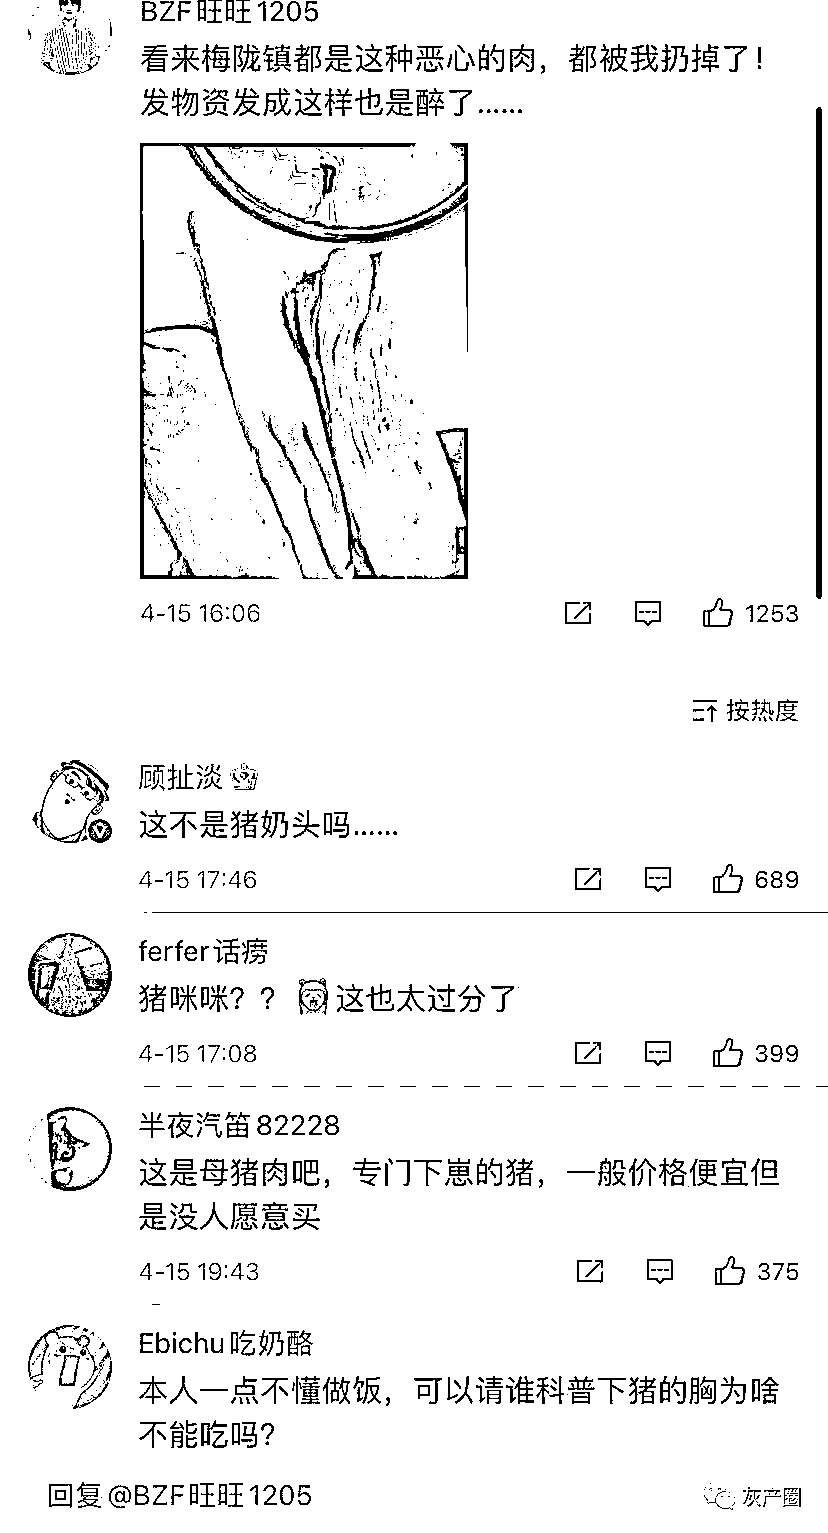 BZF旺旺1205
看来梅陇镇都是这种恶心的肉，都被我扔掉了！
发物资发成这样也是醉了……
4-15 16:06
1253
按热度
顾扯淡
这不是猪奶头吗……
4-15 17:46
689
ferfer话痨
猪咪咪？？这也太过分了
4-15 17:08
399
半夜汽笛82228
这是母猪肉吧，专门下崽的猪，一般价格便宜但
是没人愿意买
4-15 19:43
375
Ebichu吃奶酪
本人一点不懂做饭，可以请谁科普下猪的胸为啥
不能吃吗？
回复@BZF旺旺1205
灰产圈